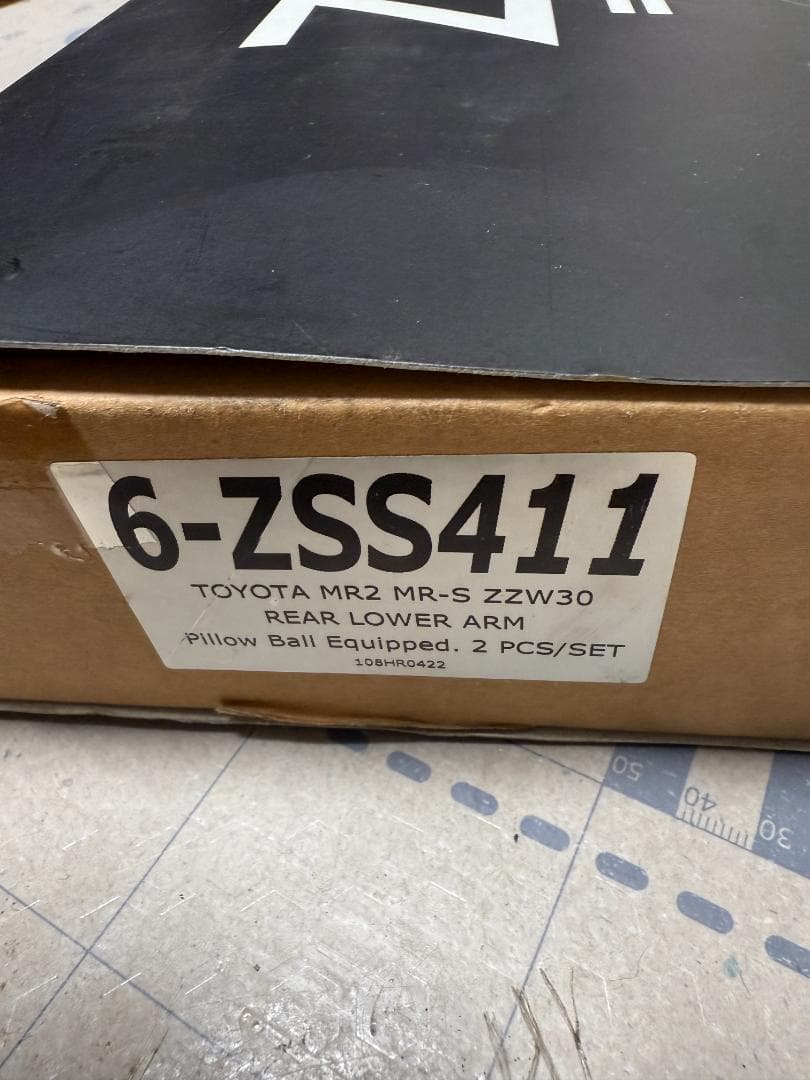 6-ZSS411
TOYOTA MR2 MR-S ZZW30
REAR LOWER ARM
Pillow Ball Equipped. 2 PCS/SET
108HR0422
50
40
30